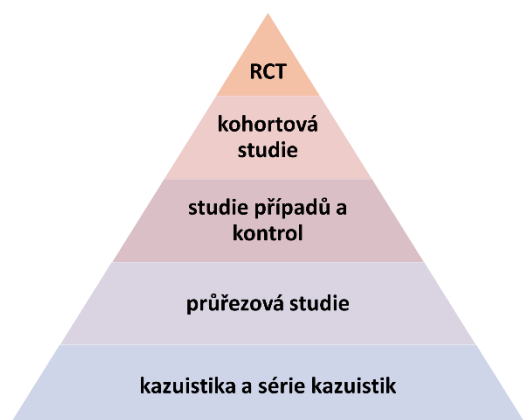 RCT
kohortová
studie
studie případů a
kontrol
průřezová studie
kazuistika a série kazuistik